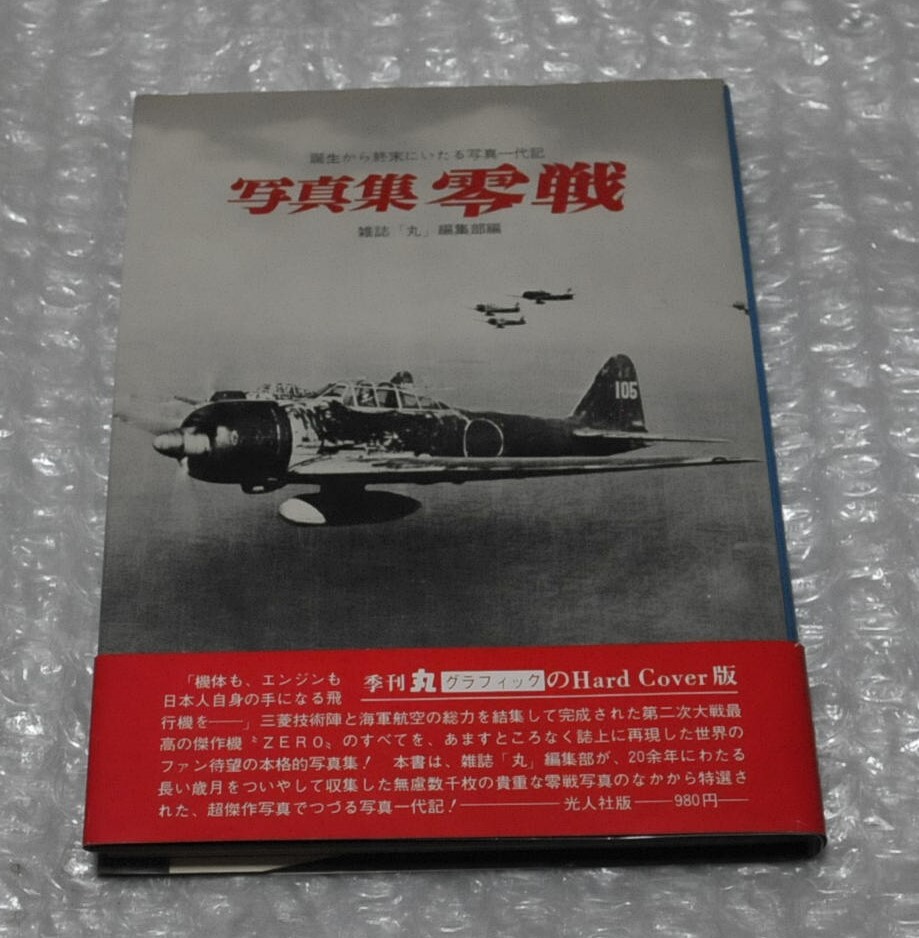 誕生から終末にいたる写真一代記
写真集 零戦
雑誌「丸」編集部編
105
季刊 丸 グラフィック のHard Cover版
「機体も、エンジンも
日本人自身の手になる飛
行機を——」三菱技術陣と海軍航空の総力を結集して完成された第二次大戦最
高の傑作機〝ZERO〟のすべてを、あますところなく誌上に再現した世界の
ファン待望の本格的写真集! 本書は、雑誌「丸」編集部が、20余年にわたる
長い歳月をついやして収集した無慮数千枚の貴重な零戦写真のなかから特選さ
れた、超傑作写真でつづる写真一代記!————光人社版——980円——